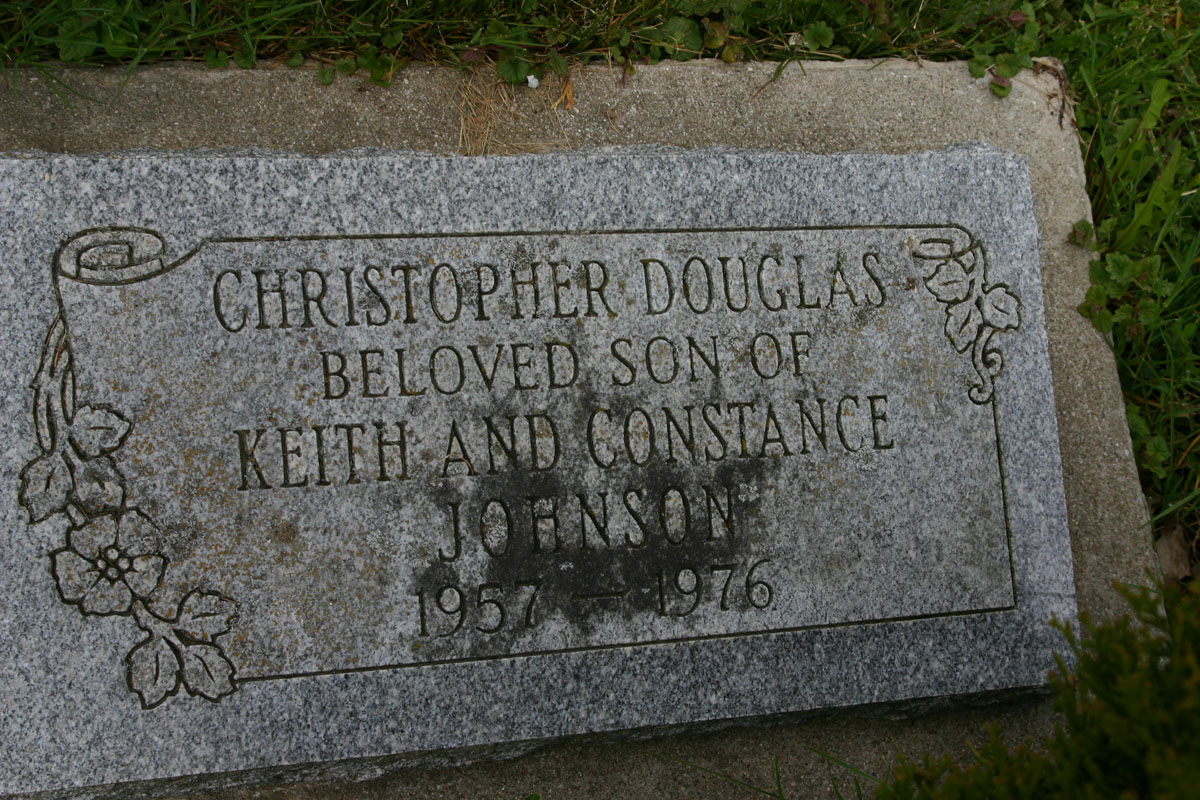 CHRISTOPHER DOUGLAS
BELOVED SON OF
KEITH AND CONSTANCE
JOHNSON
1957 — 1976